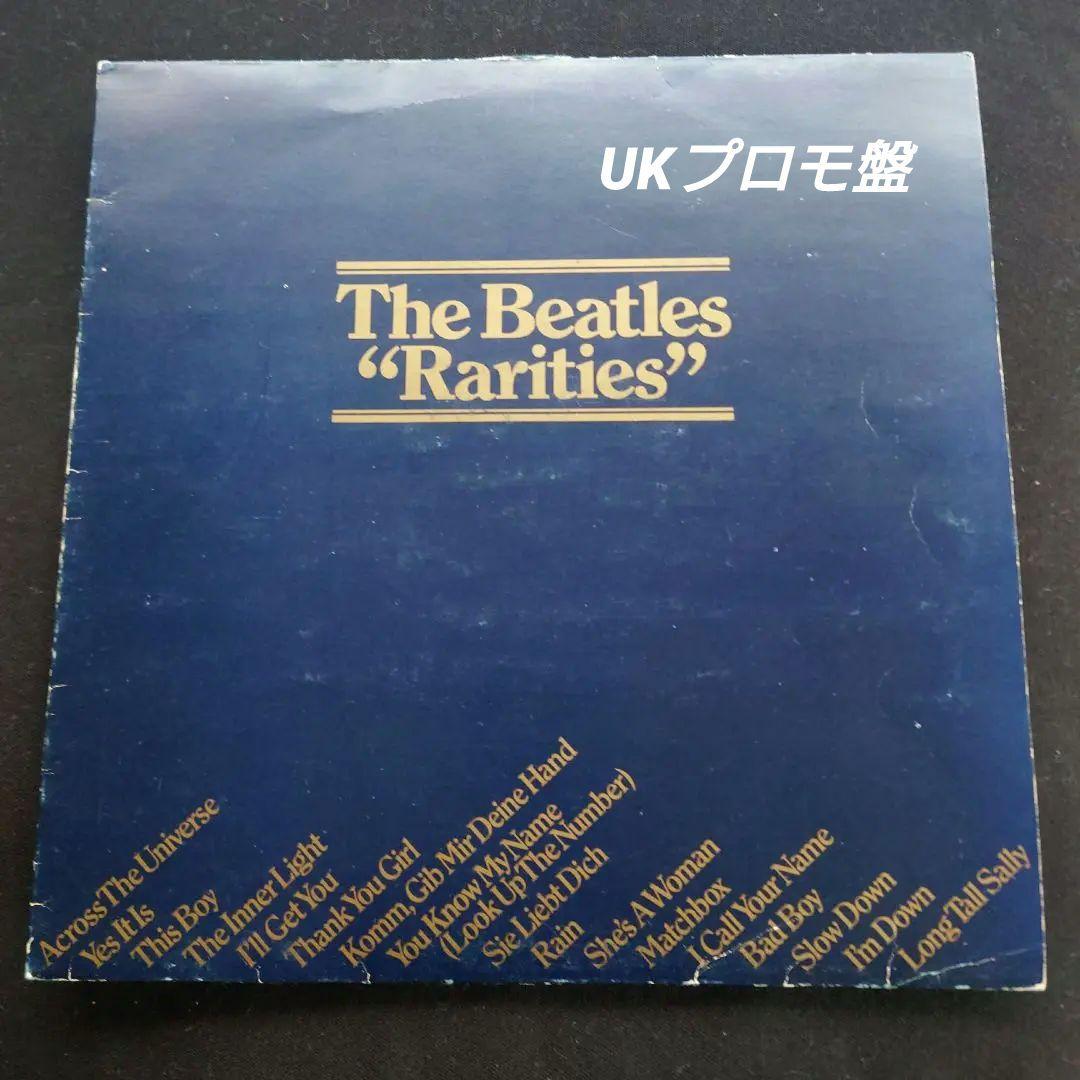 UKプロモ盤
The Beatles
“Rarities”
Across The Universe
Yes It Is
This Boy
The Inner Light
I'll Get You
Thank You Girl
Komm, Gib Mir Deine Hand
You Know My Name
(Look Up The Number)
Sie Liebt Dich
Rain
She's A Woman
Matchbox
I Call Your Name
Bad Boy
Slow Down
I'm Down
Long Tall Sally